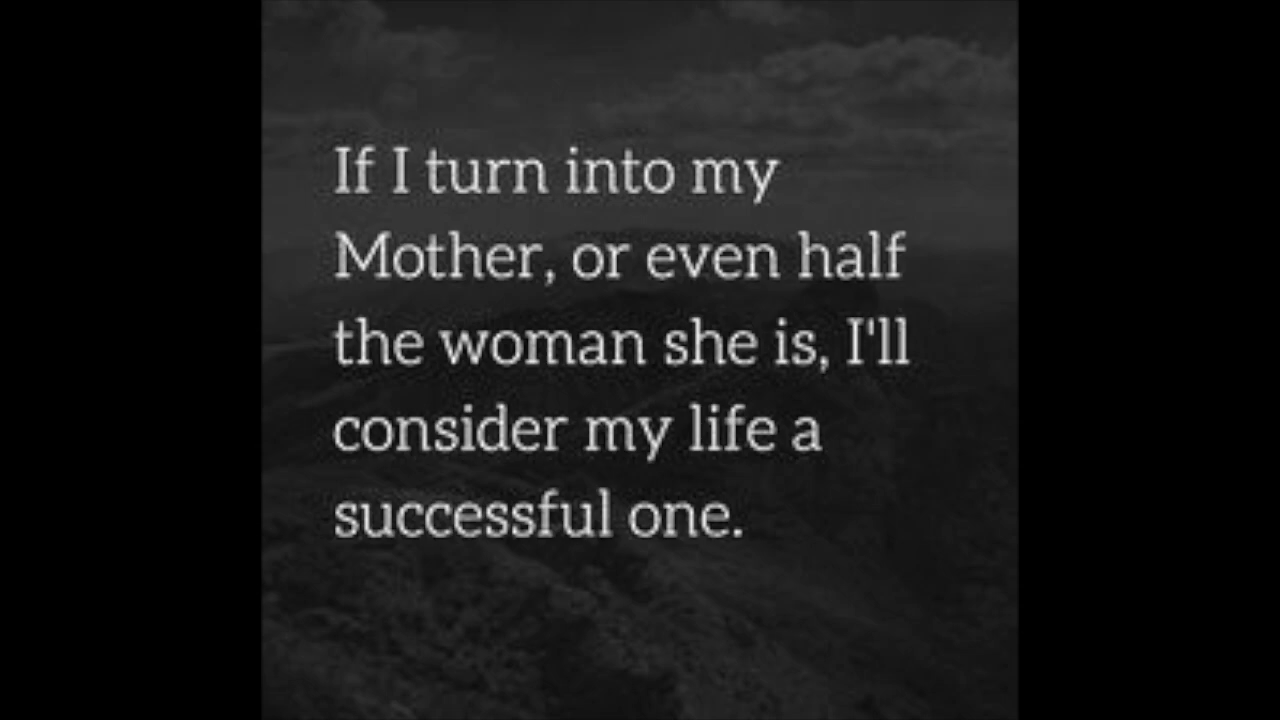 If I turn into my
Mother, or even half
the woman she is, I'll
consider my life a
successful one.